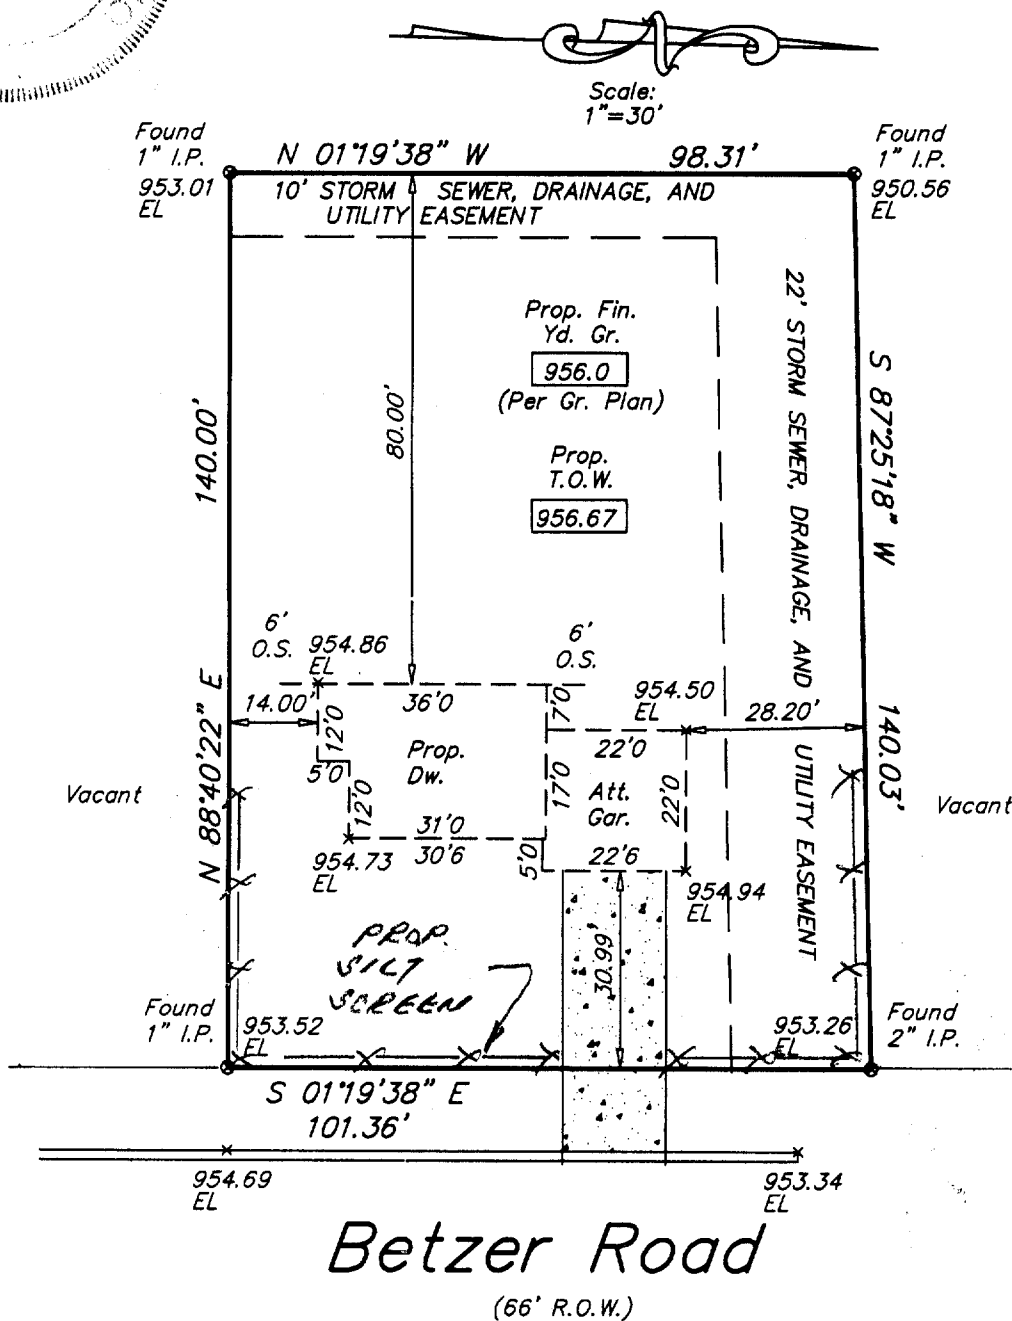 Scale:
1"=30'
Found
1" I.P.
953.01
EL
N 01°19'38" W
98.31'
Found
1" I.P.
950.56
EL
10' STORM SEWER, DRAINAGE, AND
UTILITY EASEMENT
Prop. Fin.
Yd. Gr.
956.0
(Per Gr. Plan)
Prop.
T.O.W.
956.67
80.00'
140.00'
N 88°40'22" E
22' STORM SEWER, DRAINAGE, AND UTILITY EASEMENT
S 87°25'18" W
140.03'
6'
O.S.
954.86
EL
6'
O.S.
14.00'
36'0
7'0
954.50
EL
28.20'
12'0
Prop.
Dw.
22'0
5'0
17'0
Att.
Gar.
22'0
Vacant
Vacant
12'0
31'0
30'6
954.73
EL
5'0
22'6
954.94
EL
30.66'
PROP.
SILT
SCREEN
Found
1" I.P.
953.52
EL
953.26
EL
Found
2" I.P.
S 01°19'38" E
101.36'
954.69
EL
953.34
EL
Betzer Road
(66' R.O.W.)